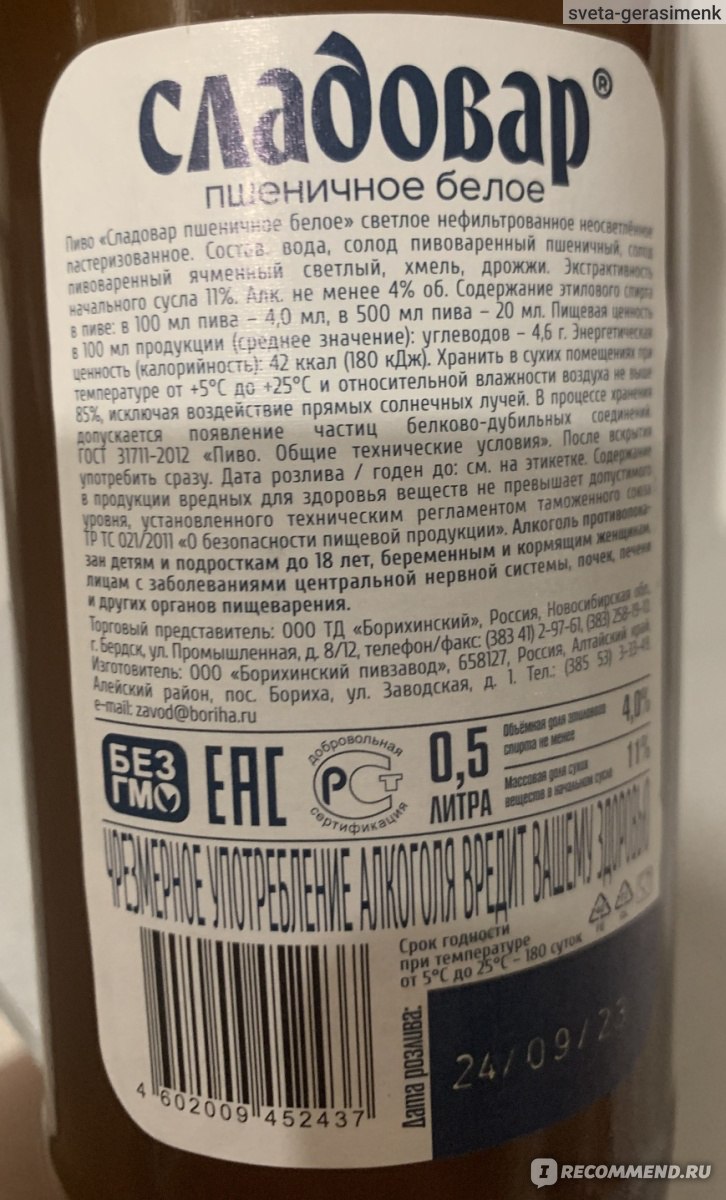 sveta-gerasimenk
сладовар®
пшеничное белое
Пиво «Сладовар пшеничное белое» светлое нефильтрованное неосветлённое
пастеризованное. Состав: вода, солод пивоваренный пшеничный, солод
пивоваренный ячменный светлый, хмель, дрожжи. Экстрактивность
начального сусла 11%. Алк. не менее 4% об. Содержание этилового спирта
в пиве: в 100 мл пива – 4,0 мл, в 500 мл пива – 20 мл. Пищевая ценность
в 100 мл продукции (среднее значение): углеводов – 4,6 г. Энергетическая
ценность (калорийность): 42 ккал (180 кДж). Хранить в сухих помещениях при
температуре от +5°С до +25°С и относительной влажности воздуха не выше
85%, исключая воздействие прямых солнечных лучей. В процессе хранения
допускается появление частиц белково-дубильных соединений.
ГОСТ 31711-2012 «Пиво. Общие технические условия». После вскрытия
употребить сразу. Дата розлива / годен до: см. на этикетке. Содержание
в продукции вредных для здоровья веществ не превышает допустимого
уровня, установленного техническим регламентом таможенного союза
ТР ТС 021/2011 «О безопасности пищевой продукции». Алкоголь противопока-
зан детям и подросткам до 18 лет, беременным и кормящим женщинам,
лицам с заболеваниями центральной нервной системы, почек, печени
и других органов пищеварения.
Торговый представитель: ООО ТД «Борихинский», Россия, Новосибирская обл.
г. Бердск, ул. Промышленная, д. 8/12, телефон/факс: (383 41) 2-97-61, (383)
Изготовитель: ООО «Борихинский пивзавод», 658127, Россия, Алтайский край,
Алейский район, пос. Бориха, ул. Заводская, д. 1. Тел.: (385 53)
e-mail: zavod@boriha.ru
БЕЗ
ГМО
ЕАС
добровольная
РСТ
сертификация
0,5
ЛИТРА
Объёмная доля этилового
спирта не менее
4,0%
Массовая доля сухих
веществ в начальном сусле
11%
ЧРЕЗМЕРНОЕ УПОТРЕБЛЕНИЕ АЛКОГОЛЯ ВРЕДИТ ВАШЕМУ ЗДОРОВЬЮ
Срок годности
при температуре
от 5°С до 25°С – 180 суток
Дата розлива:
24/09/23
4 602009 452437
IRECOMMEND.RU